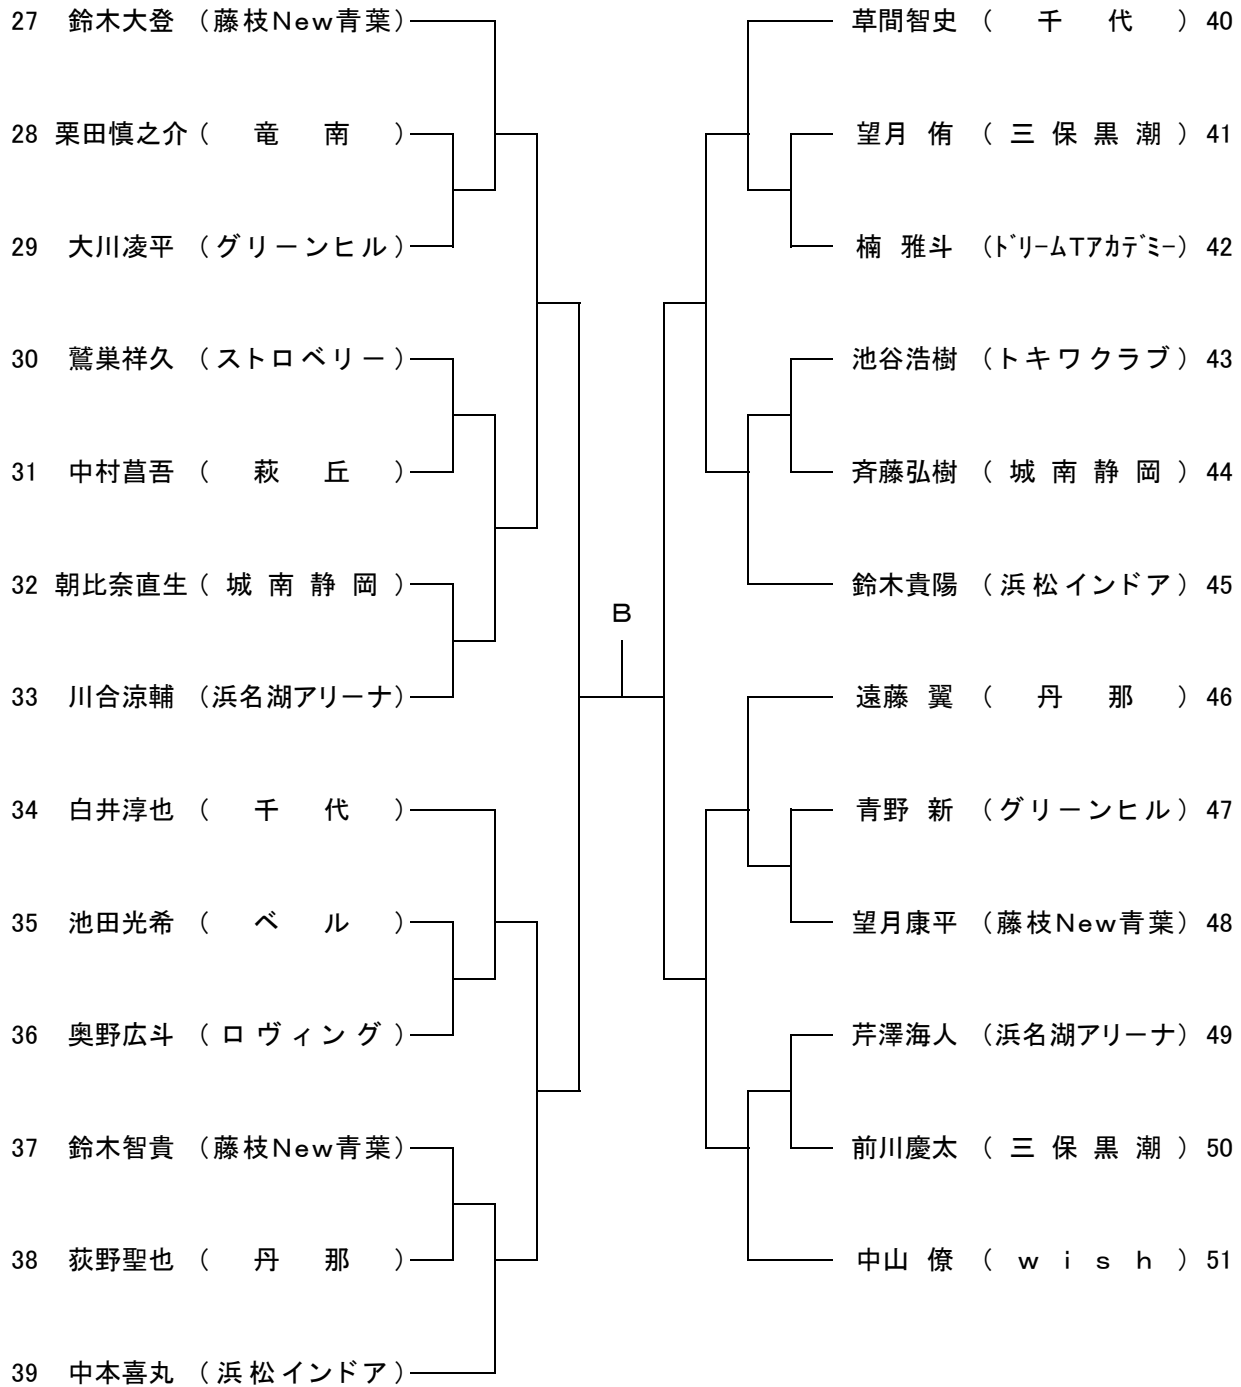 27 鈴木大登 (藤枝New青葉)
28 栗田慎之介 (竜南)
29 大川凌平 (グリーンヒル)
30 鷲巣祥久 (ストロベリー)
31 中村菖吾 (萩丘)
32 朝比奈直生 (城南静岡)
33 川合涼輔 (浜名湖アリーナ)
34 白井淳也 (千代)
35 池田光希 (ベル)
36 奥野広斗 (ロヴィング)
37 鈴木智貴 (藤枝New青葉)
38 荻野聖也 (丹那)
39 中本喜丸 (浜松インドア)
B
草間智史 (千代) 40
望月 侑 (三保黒潮) 41
楠 雅斗 (ドリームTアカデミー) 42
池谷浩樹 (トキワクラブ) 43
斉藤弘樹 (城南静岡) 44
鈴木貴陽 (浜松インドア) 45
遠藤 翼 (丹那) 46
青野 新 (グリーンヒル) 47
望月康平 (藤枝New青葉) 48
芹澤海人 (浜名湖アリーナ) 49
前川慶太 (三保黒潮) 50
中山 僚 (wish) 51